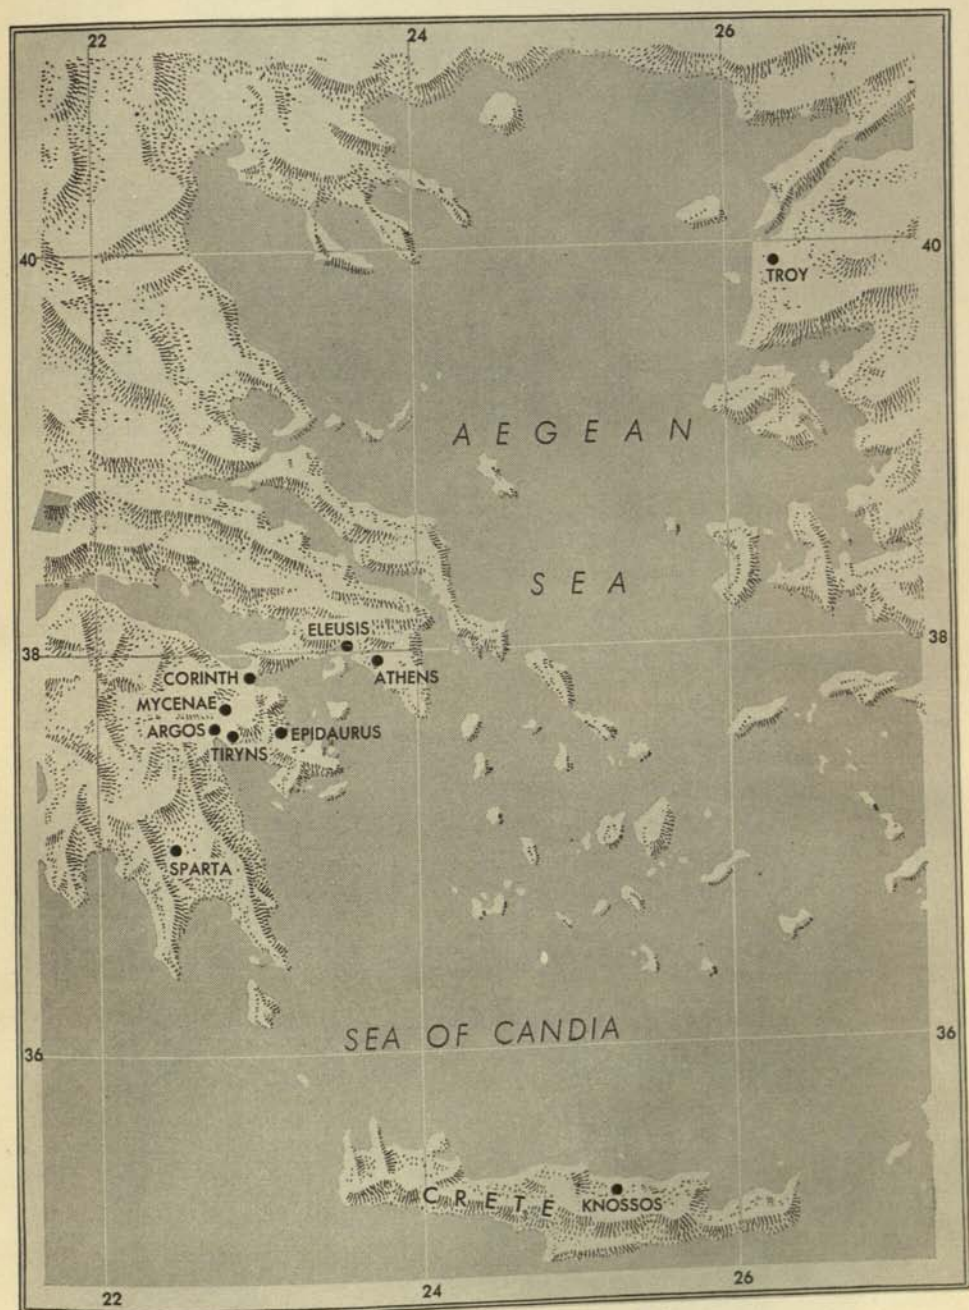 22 24 26
40 40
TROY
AEGEAN
SEA
ELEUSIS
38 38
CORINTH ATHENS
MYCENAE
ARGOS EPIDAURUS
TIRYNS
SPARTA
SEA OF CANDIA
36 36
CRETE KNOSSOS
22 24 26